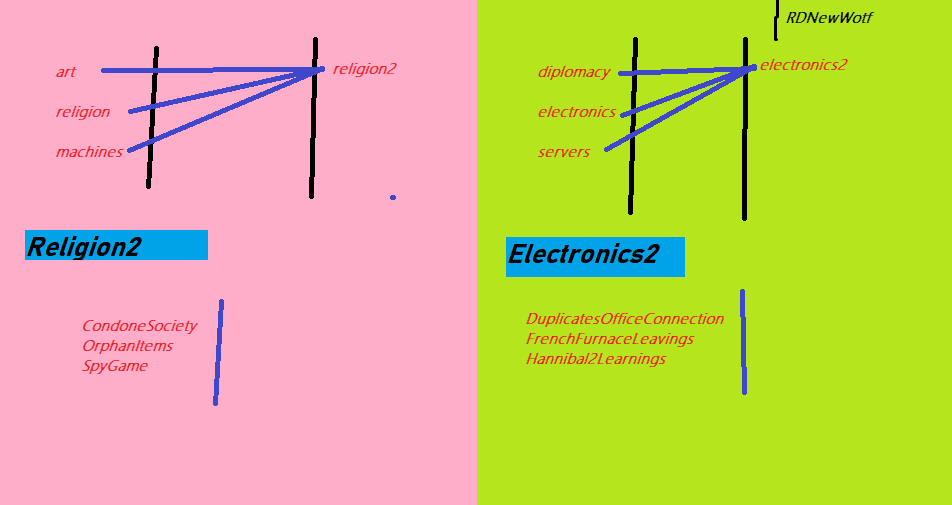 art
religion
machines
religion2
Religion2
CondoneSociety
OrphanItems
SpyGame
RDNewWotf
diplomacy
electronics
servers
electronics2
Electronics2
DuplicatesOfficeConnection
FrenchFurnaceLeavings
Hannibal2Learnings